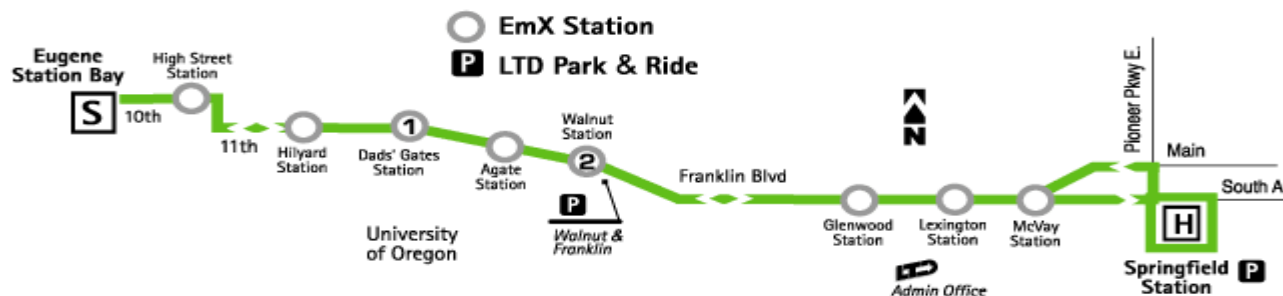 EmX Station
P LTD Park & Ride
Eugene
Station Bay
S
10th
High Street
Station
11th
Hilyard
Station
1
Dads' Gates
Station
Agate
Station
Walnut
Station
2
P
Walnut &
Franklin
University
of Oregon
Franklin Blvd
N
Glenwood
Station
Lexington
Station
McVay
Station
LTD
Admin Office
Pioneer Pkwy E.
Main
South A
H
Springfield
Station P